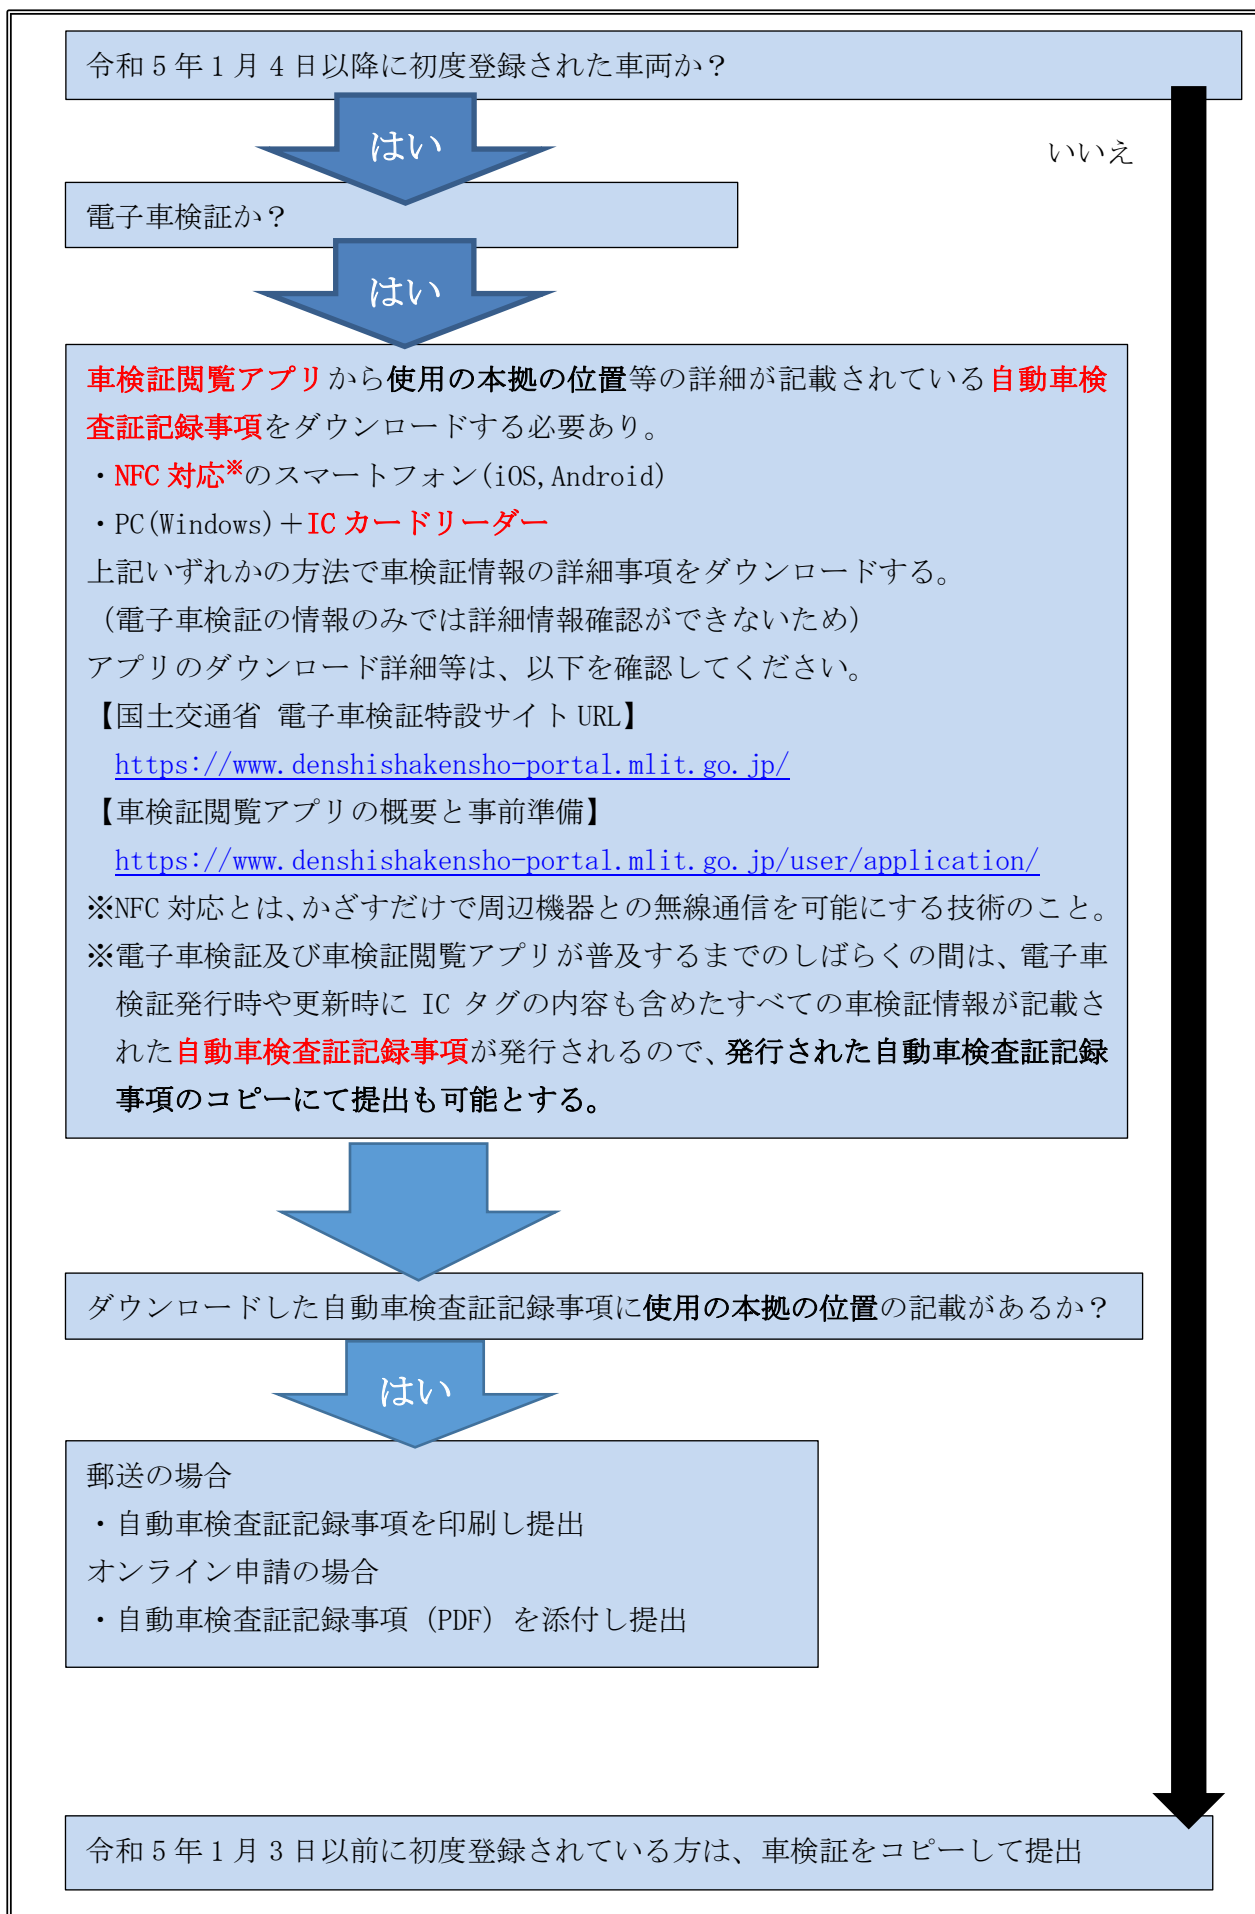 令和５年１月４日以降に初度登録された車両か？
はい
いいえ
電子車検証か？
はい
車検証閲覧アプリから使用の本拠の位置等の詳細が記載されている自動車検
査証記録事項をダウンロードする必要あり。
・NFC 対応※のスマートフォン(iOS,Android)
・PC(Windows)＋IC カードリーダー
上記いずれかの方法で車検証情報の詳細事項をダウンロードする。
（電子車検証の情報のみでは詳細情報確認ができないため）
アプリのダウンロード詳細等は、以下を確認してください。
【国土交通省 電子車検証特設サイト URL】
https://www.denshishakensho-portal.mlit.go.jp/
【車検証閲覧アプリの概要と事前準備】
https://www.denshishakensho-portal.mlit.go.jp/user/application/
※NFC 対応とは、かざすだけで周辺機器との無線通信を可能にする技術のこと。
※電子車検証及び車検証閲覧アプリが普及するまでのしばらくの間は、電子車
検証発行時や更新時に IC タグの内容も含めたすべての車検証情報が記載さ
れた自動車検査証記録事項が発行されるので、発行された自動車検査証記録
事項のコピーにて提出も可能とする。
ダウンロードした自動車検査証記録事項に使用の本拠の位置の記載があるか？
はい
郵送の場合
・自動車検査証記録事項を印刷し提出
オンライン申請の場合
・自動車検査証記録事項（PDF）を添付し提出
令和５年１月３日以前に初度登録されている方は、車検証をコピーして提出